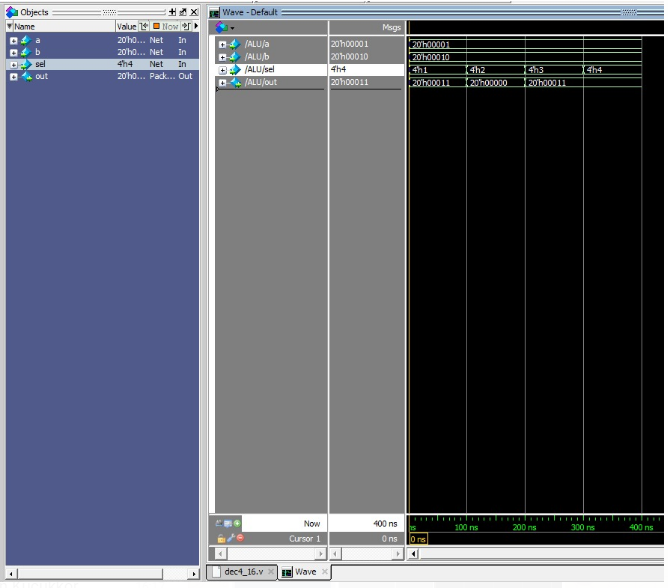 Objects
Name Value Now
a 20'h0... Net In
b 20'h0... Net In
sel 4'h4 Net In
out 20'h0... Pack... Out
Wave - Default
Msgs
/ALU/a 20'h00001 20'h00001
/ALU/b 20'h00010 20'h00010
/ALU/sel 4'h4 4'h1 4'h2 4'h3 4'h4
/ALU/out 20'h00011 20'h00011 20'h00000 20'h00011
Now 400 ns ns 100 ns 200 ns 300 ns 400 ns
Cursor 1 0 ns 0 ns
dec4_16.v Wave